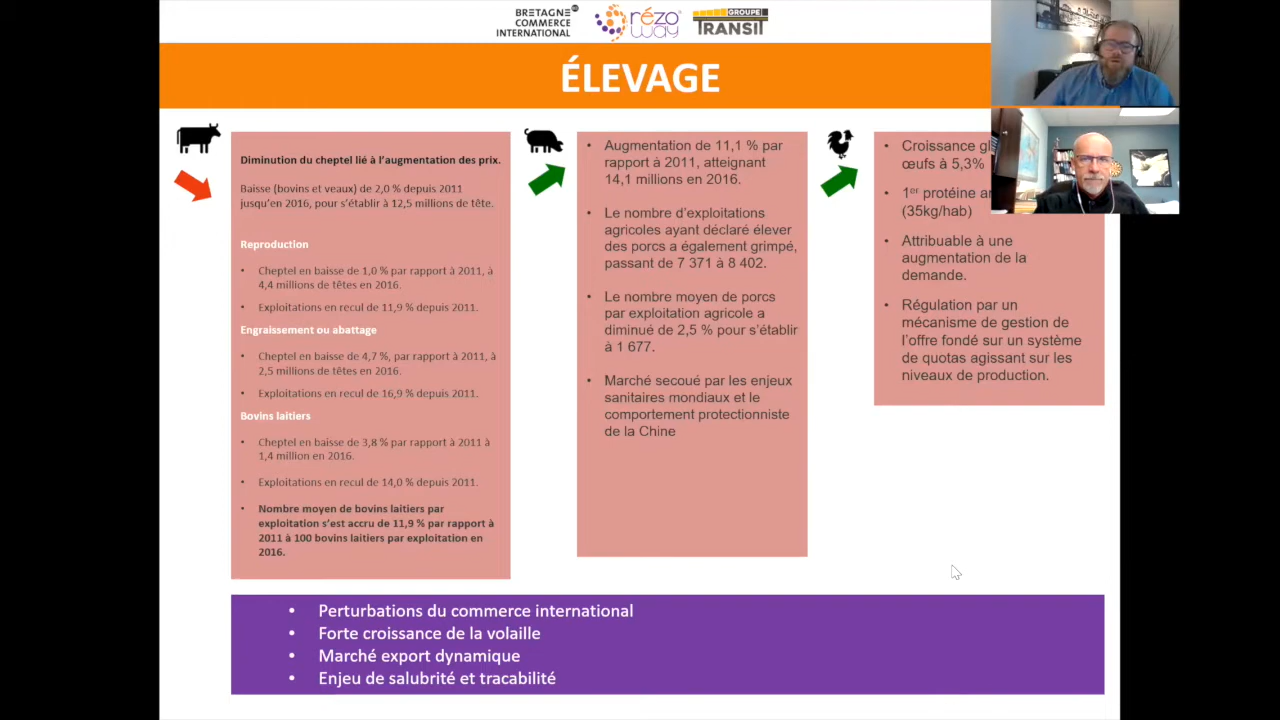 BRETAGNE
COMMERCE
INTERNATIONAL
rézo
way
GROUPE
TRANSIT
ÉLEVAGE
Diminution du cheptel lié à l'augmentation des prix.
Baisse (bovins et veaux) de 2,0 % depuis 2011
jusqu'en 2016, pour s'établir à 12,5 millions de tête.
Reproduction
• Cheptel en baisse de 1,0 % par rapport à 2011, à
4,4 millions de têtes en 2016.
• Exploitations en recul de 11,9 % depuis 2011.
Engraissement ou abattage
• Cheptel en baisse de 4,7 %, par rapport à 2011, à
2,5 millions de têtes en 2016.
• Exploitations en recul de 16,9 % depuis 2011.
Bovins laitiers
• Cheptel en baisse de 3,8 % par rapport à 2011 à
1,4 million en 2016.
• Exploitations en recul de 14,0 % depuis 2011.
• Nombre moyen de bovins laitiers par
exploitation s'est accru de 11,9 % par rapport à
2011 à 100 bovins laitiers par exploitation en
2016.
• Augmentation de 11,1 % par
rapport à 2011, atteignant
14,1 millions en 2016.
• Le nombre d'exploitations
agricoles ayant déclaré élever
des porcs a également grimpé,
passant de 7 371 à 8 402.
• Le nombre moyen de porcs
par exploitation agricole a
diminué de 2,5 % pour s'établir
à 1 677.
• Marché secoué par les enjeux
sanitaires mondiaux et le
comportement protectionniste
de la Chine
• Croissance
œufs à 5,3%
• 1er protéine
(35kg/hab)
• Attribuable à une
augmentation de la
demande.
• Régulation par un
mécanisme de gestion de
l'offre fondé sur un système
de quotas agissant sur les
niveaux de production.
• Perturbations du commerce international
• Forte croissance de la volaille
• Marché export dynamique
• Enjeu de salubrité et tracabilité